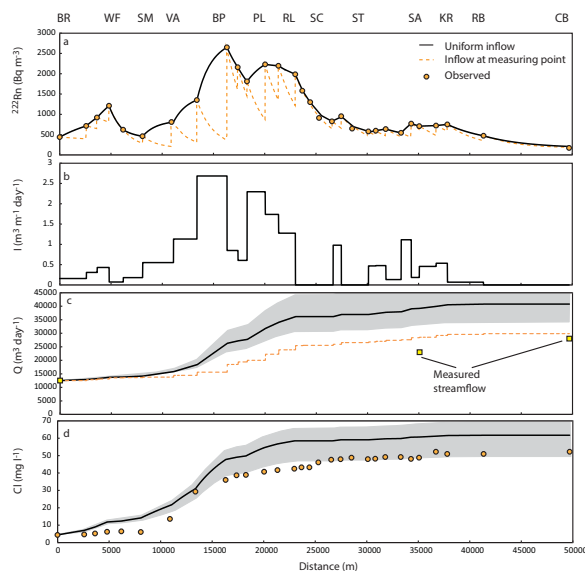 BR WF SM VA BP PL RL SC ST SA KR RB CB
3000
2500
2000
1500
1000
500
0
²²²Rn (Bq m⁻³)
a
Uniform inflow
Inflow at measuring point
Observed
3
2.5
2
1.5
1
0.5
0
I (m³ m⁻¹ day⁻¹)
b
45000
40000
35000
30000
25000
20000
15000
10000
5000
0
Q (m³ day⁻¹)
c
Measured
streamflow
70
60
50
40
30
20
10
0
Cl (mg l⁻¹)
d
0 5000 10000 15000 20000 25000 30000 35000 40000 45000 50000
Distance (m)